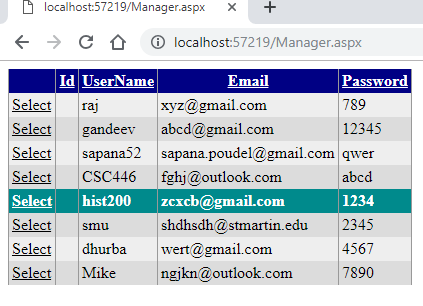 localhost:57219/Manager.aspx
localhost:57219/Manager.aspx
Id UserName Email Password
Select raj xyz@gmail.com 789
Select gandeev abcd@gmail.com 12345
Select sapana52 sapana.poudel@gmail.com qwer
Select CSC446 fghj@outlook.com abcd
Select hist200 zcxcb@gmail.com 1234
Select smu shdhsdh@stmartin.edu 2345
Select dhurba wert@gmail.com 4567
Select Mike ngjkn@outlook.com 7890